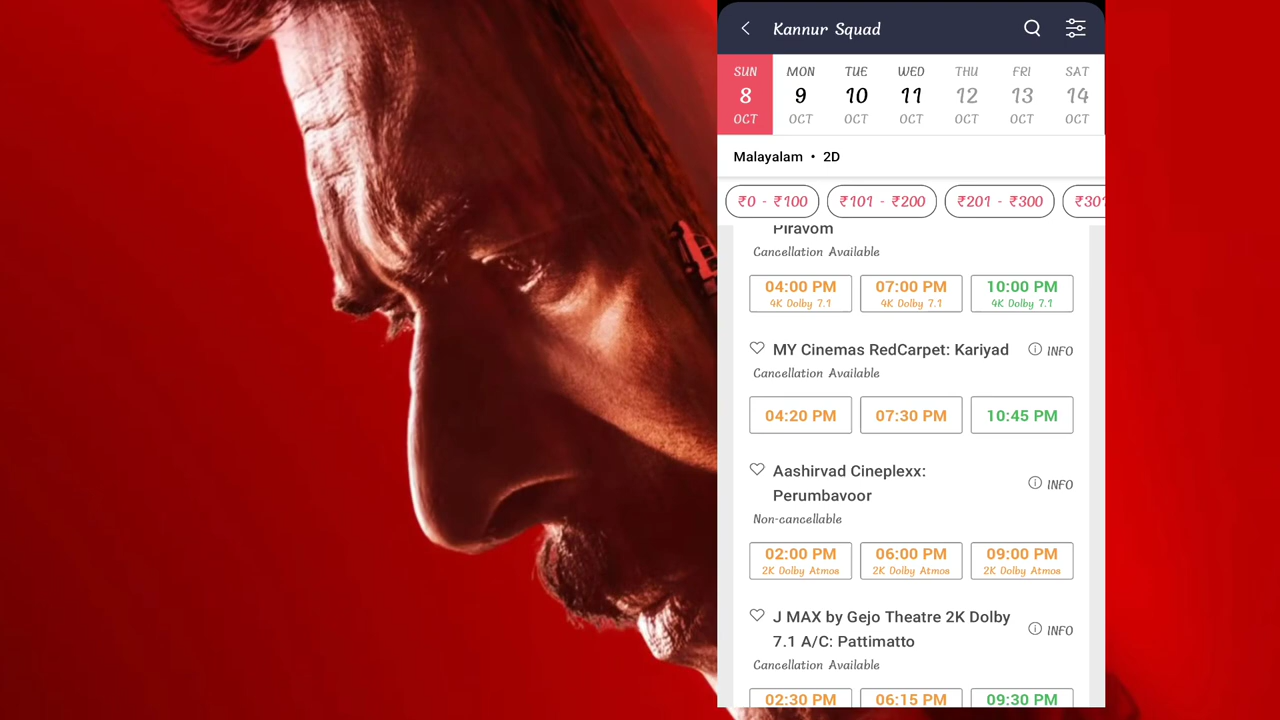 Kannur Squad
SUN MON TUE WED THU FRI SAT
8 9 10 11 12 13 14
OCT OCT OCT OCT OCT OCT OCT
Malayalam • 2D
₹0 - ₹100 ₹101 - ₹200 ₹201 - ₹300 ₹301
Piravom
Cancellation Available
04:00 PM 07:00 PM 10:00 PM
4K Dolby 7.1 4K Dolby 7.1 4K Dolby 7.1
MY Cinemas RedCarpet: Kariyad INFO
Cancellation Available
04:20 PM 07:30 PM 10:45 PM
Aashirvad Cineplexx:
Perumbavoor INFO
Non-cancellable
02:00 PM 06:00 PM 09:00 PM
2K Dolby Atmos 2K Dolby Atmos 2K Dolby Atmos
J MAX by Gejo Theatre 2K Dolby
7.1 A/C: Pattimatto INFO
Cancellation Available
02:30 PM 06:15 PM 09:30 PM